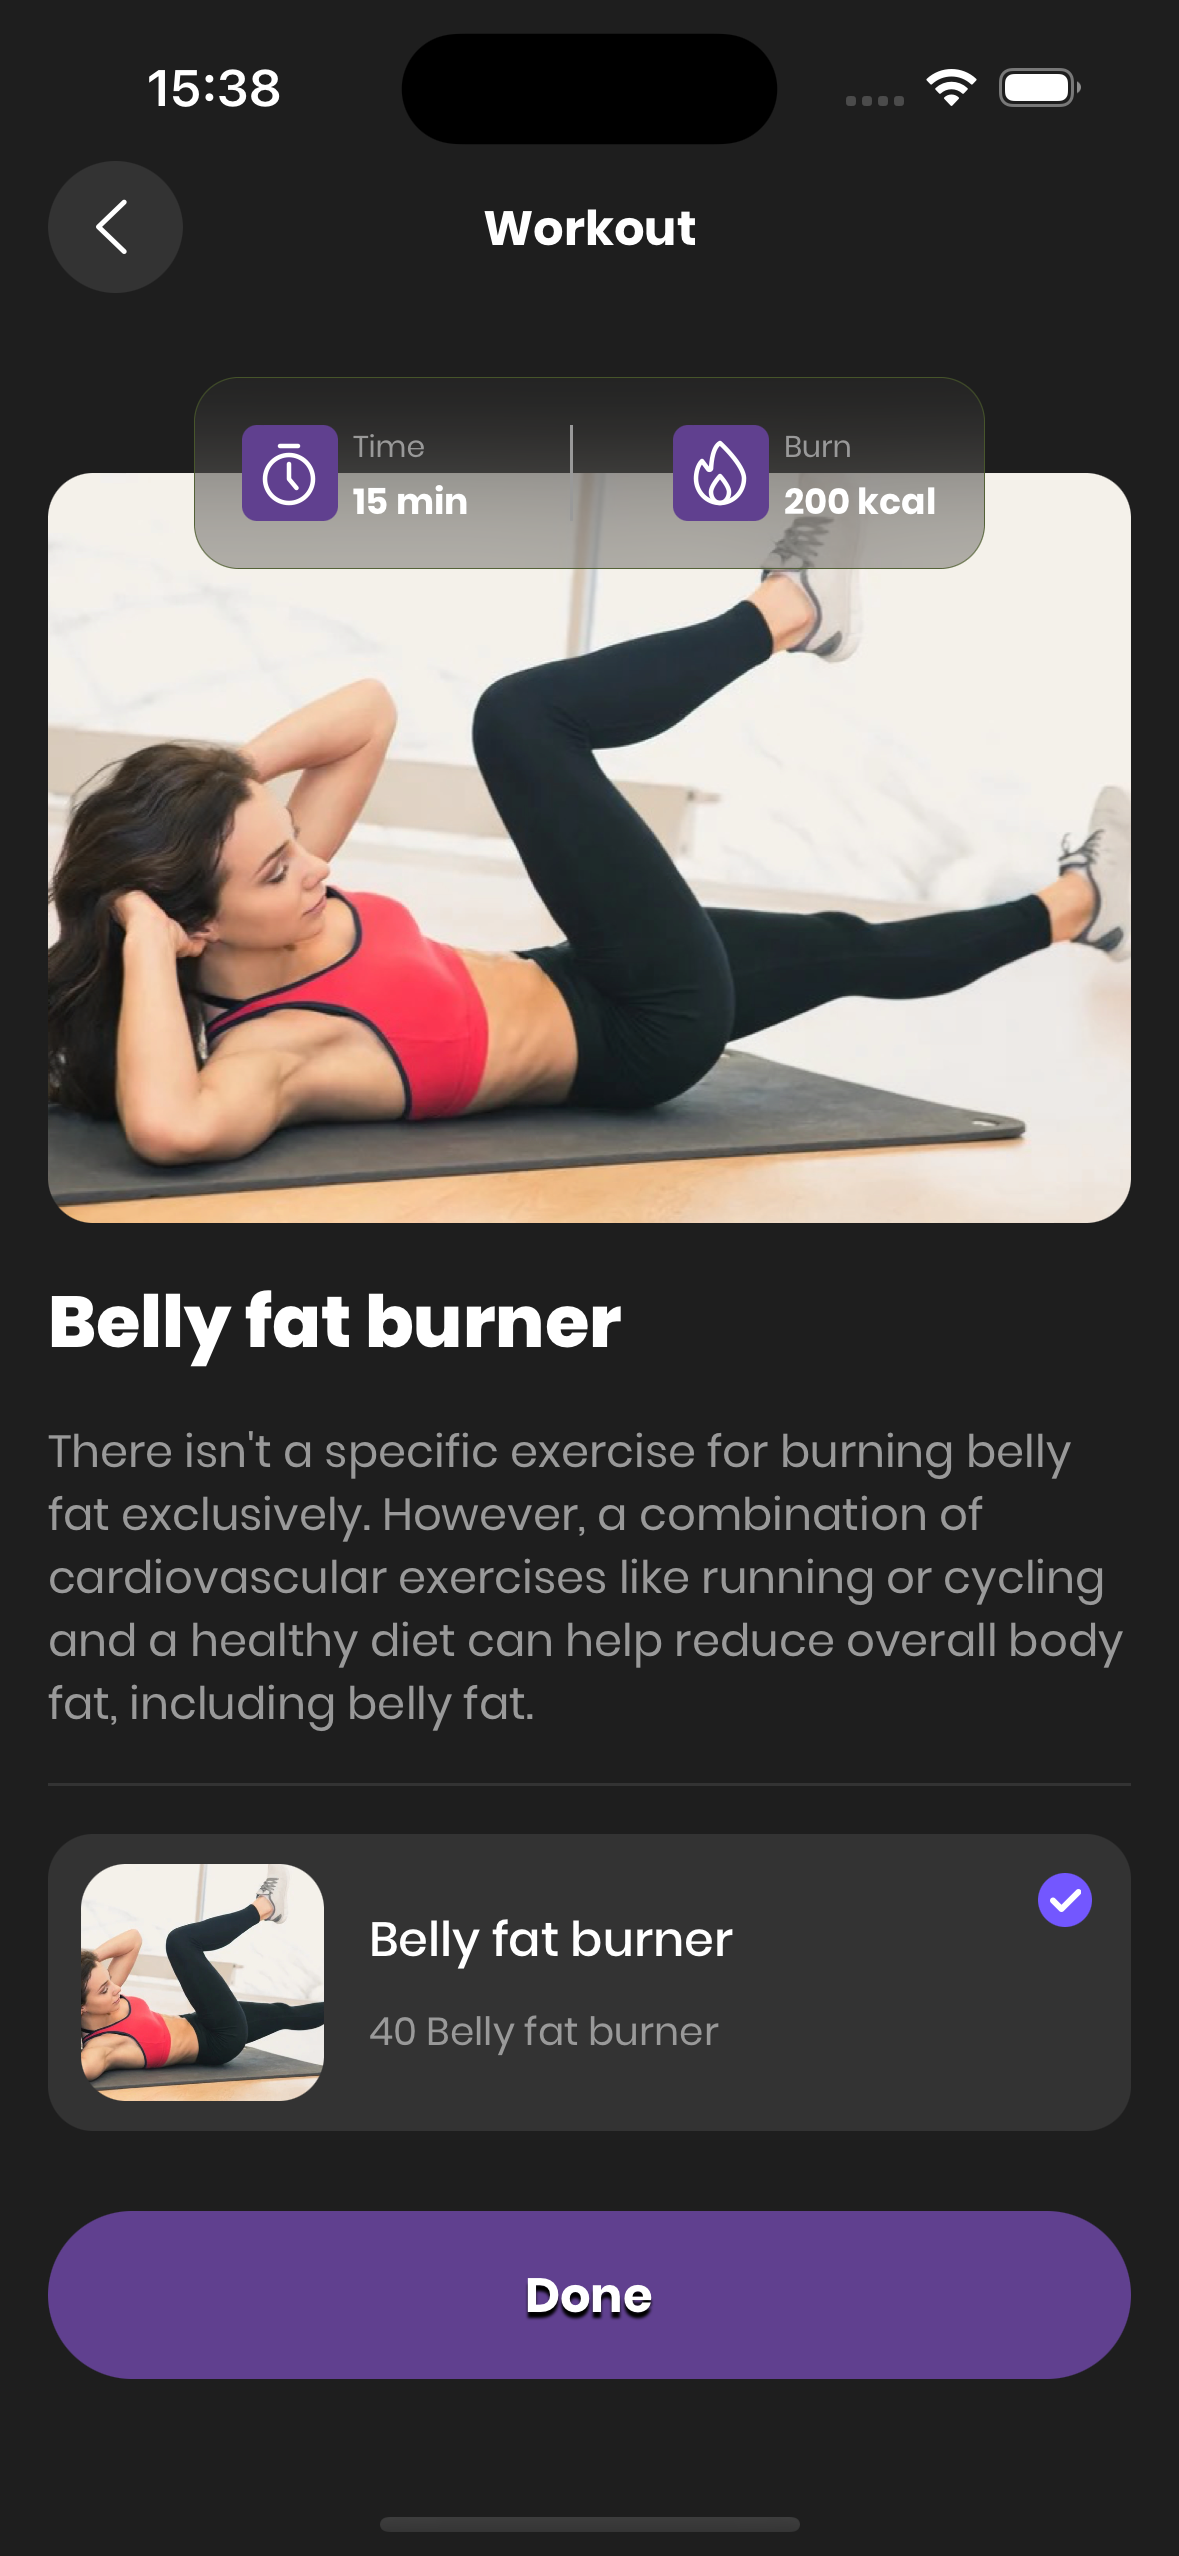 15:38
Workout
Time
15 min
Burn
200 kcal
Belly fat burner
There isn't a specific exercise for burning belly
fat exclusively. However, a combination of
cardiovascular exercises like running or cycling
and a healthy diet can help reduce overall body
fat, including belly fat.
Belly fat burner
40 Belly fat burner
Done